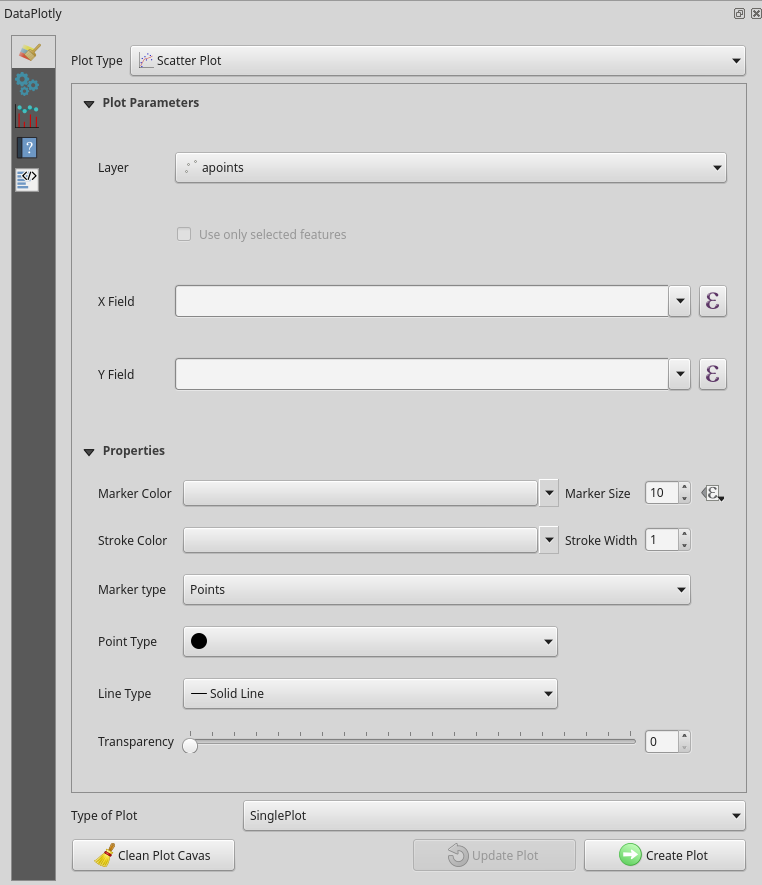 DataPlotly
Plot Type Scatter Plot
Plot Parameters
Layer apoints
Use only selected features
X Field ε
Y Field ε
Properties
Marker Color Marker Size 10 ε
Stroke Color Stroke Width 1
Marker type Points
Point Type
Line Type Solid Line
Transparency 0
Type of Plot SinglePlot
Clean Plot Cavas Update Plot Create Plot
? 
</>